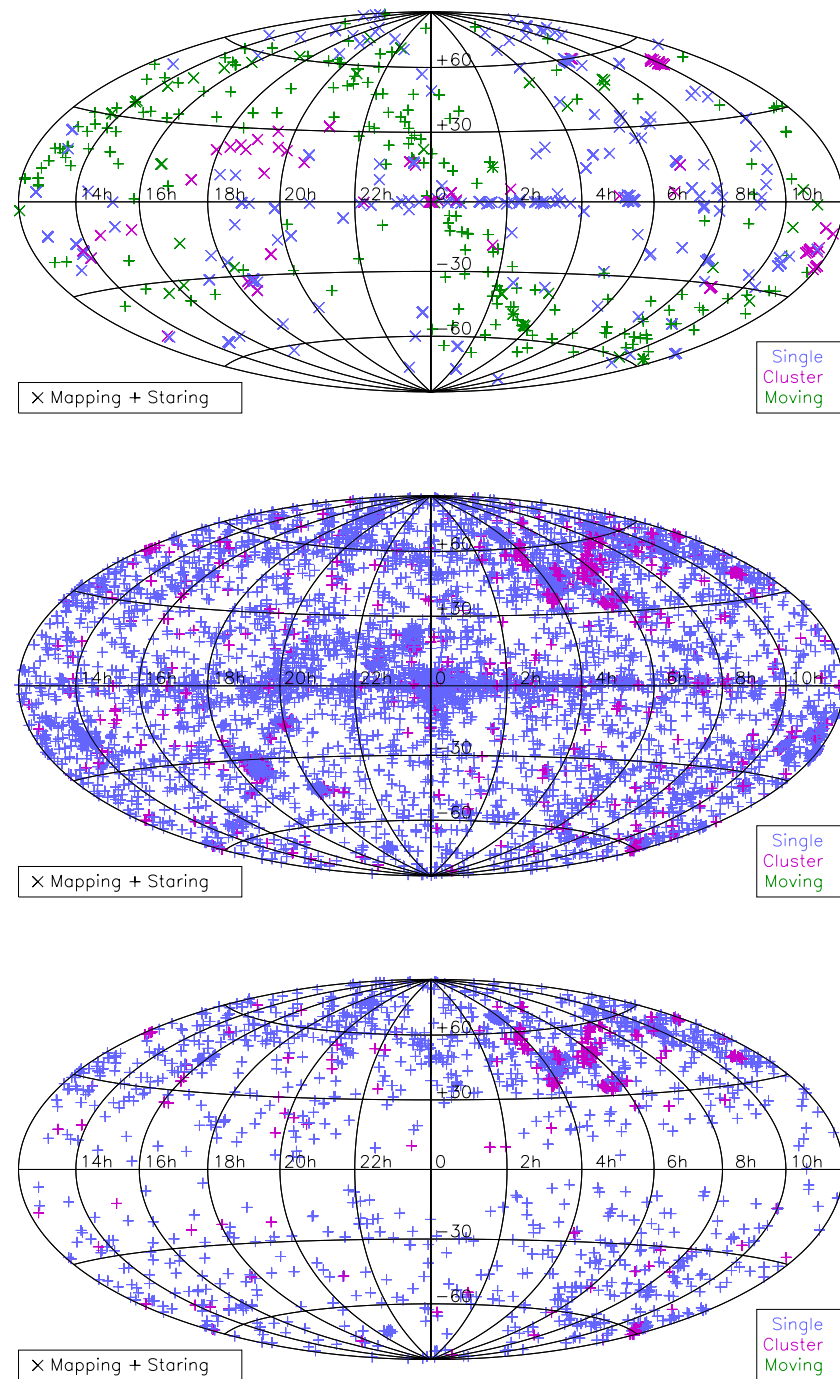 +60
+30
14h 16h 18h 20h 22h 0 2h 4h 6h 8h 10h
−30
−60
Single
Cluster
Moving
× Mapping + Staring
+60
+30
14h 16h 18h 20h 22h 0 2h 4h 6h 8h 10h
−30
−60
Single
Cluster
Moving
× Mapping + Staring
+60
+30
14h 16h 18h 20h 22h 0 2h 4h 6h 8h 10h
−30
−60
Single
Cluster
Moving
× Mapping + Staring